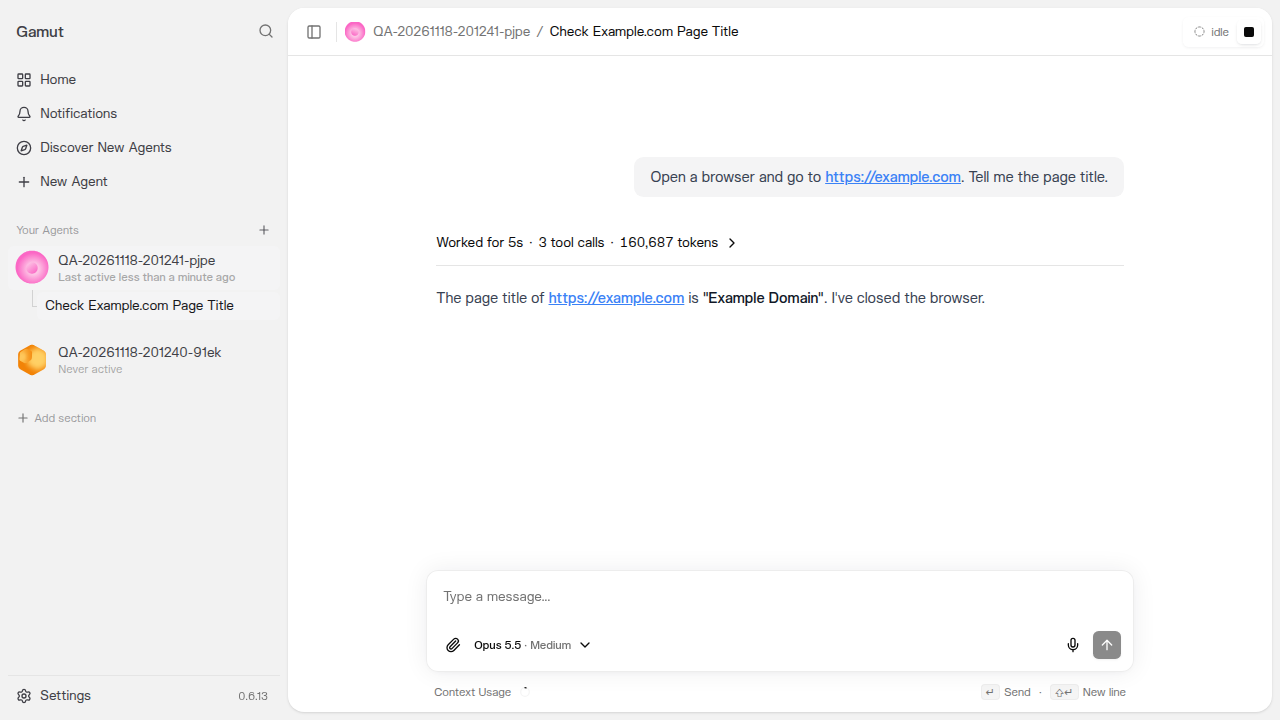 Gamut
Home
Notifications
Discover New Agents
New Agent
Your Agents
QA-20261118-201241-pjpe
Last active less than a minute ago
Check Example.com Page Title
QA-20261118-201240-91ek
Never active
Add section
Settings
0.6.13
QA-20261118-201241-pjpe / Check Example.com Page Title
idle
Open a browser and go to https://example.com. Tell me the page title.
Worked for 5s · 3 tool calls · 160,687 tokens
The page title of https://example.com is "Example Domain". I've closed the browser.
Type a message...
Opus 5.5 · Medium
Context Usage
↵ Send · ⇧↵ New line